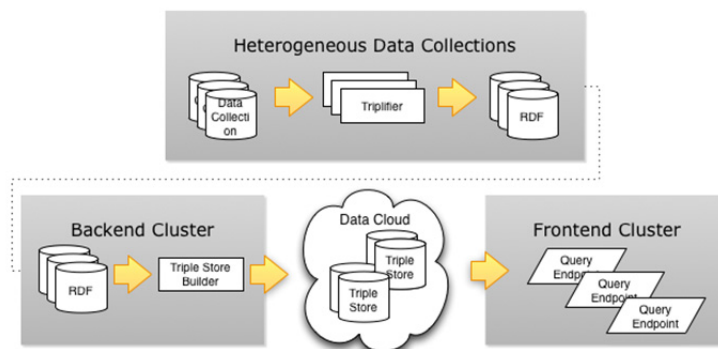 Heterogeneous Data Collections
Data
Collecti
on
Triplifier
RDF
Backend Cluster
RDF
Triple Store
Builder
Data Cloud
Triple
Store
Triple
Store
Frontend Cluster
Query
Endpoint
Query
Endpoint
Query
Endpoint